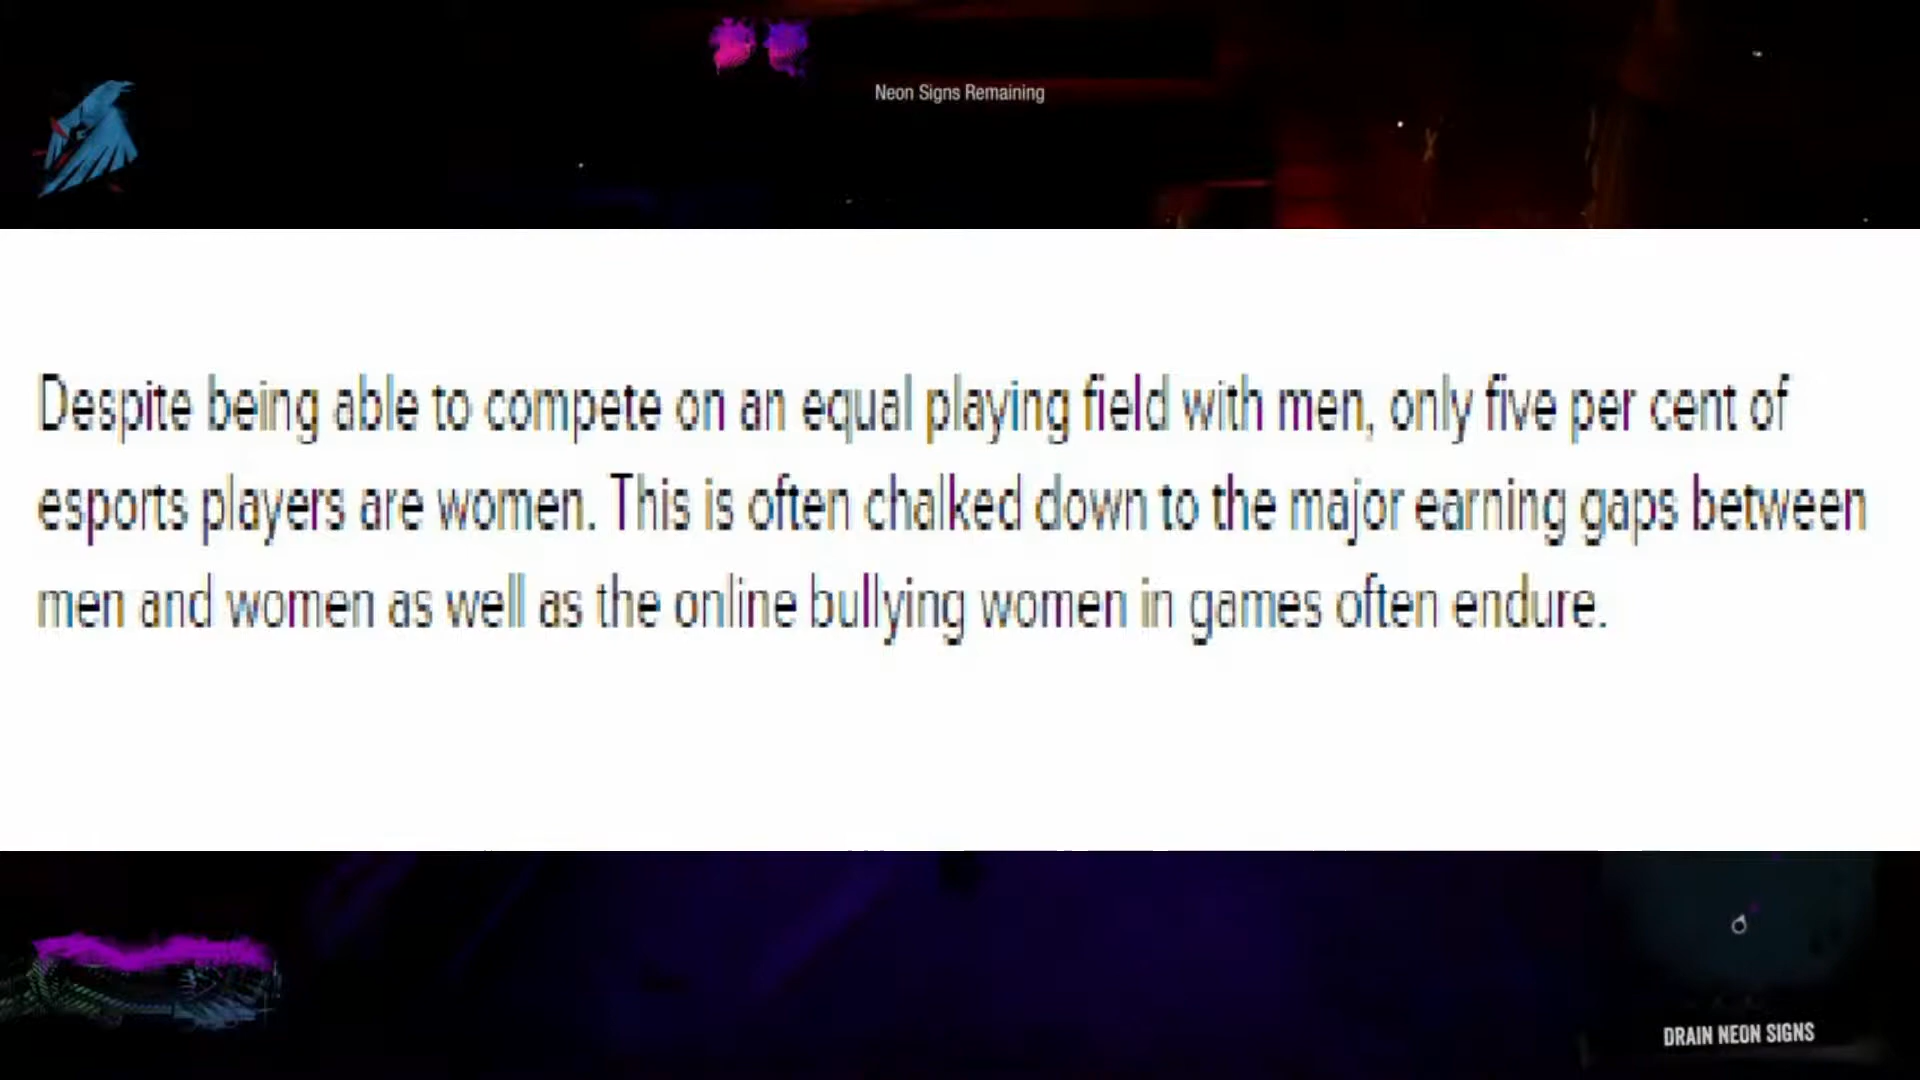 Neon Signs Remaining
Despite being able to compete on an equal playing field with men, only five per cent of
esports players are women. This is often chalked down to the major earning gaps between
men and women as well as the online bullying women in games often endure.
DRAIN NEON SIGNS